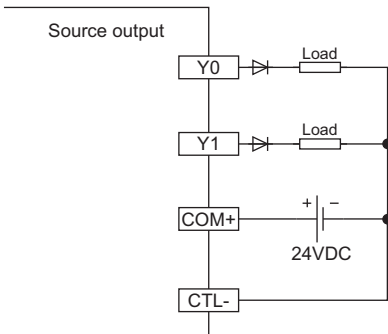 Source output
Load
Y0
Load
Y1
+ −
COM+
24VDC
CTL-